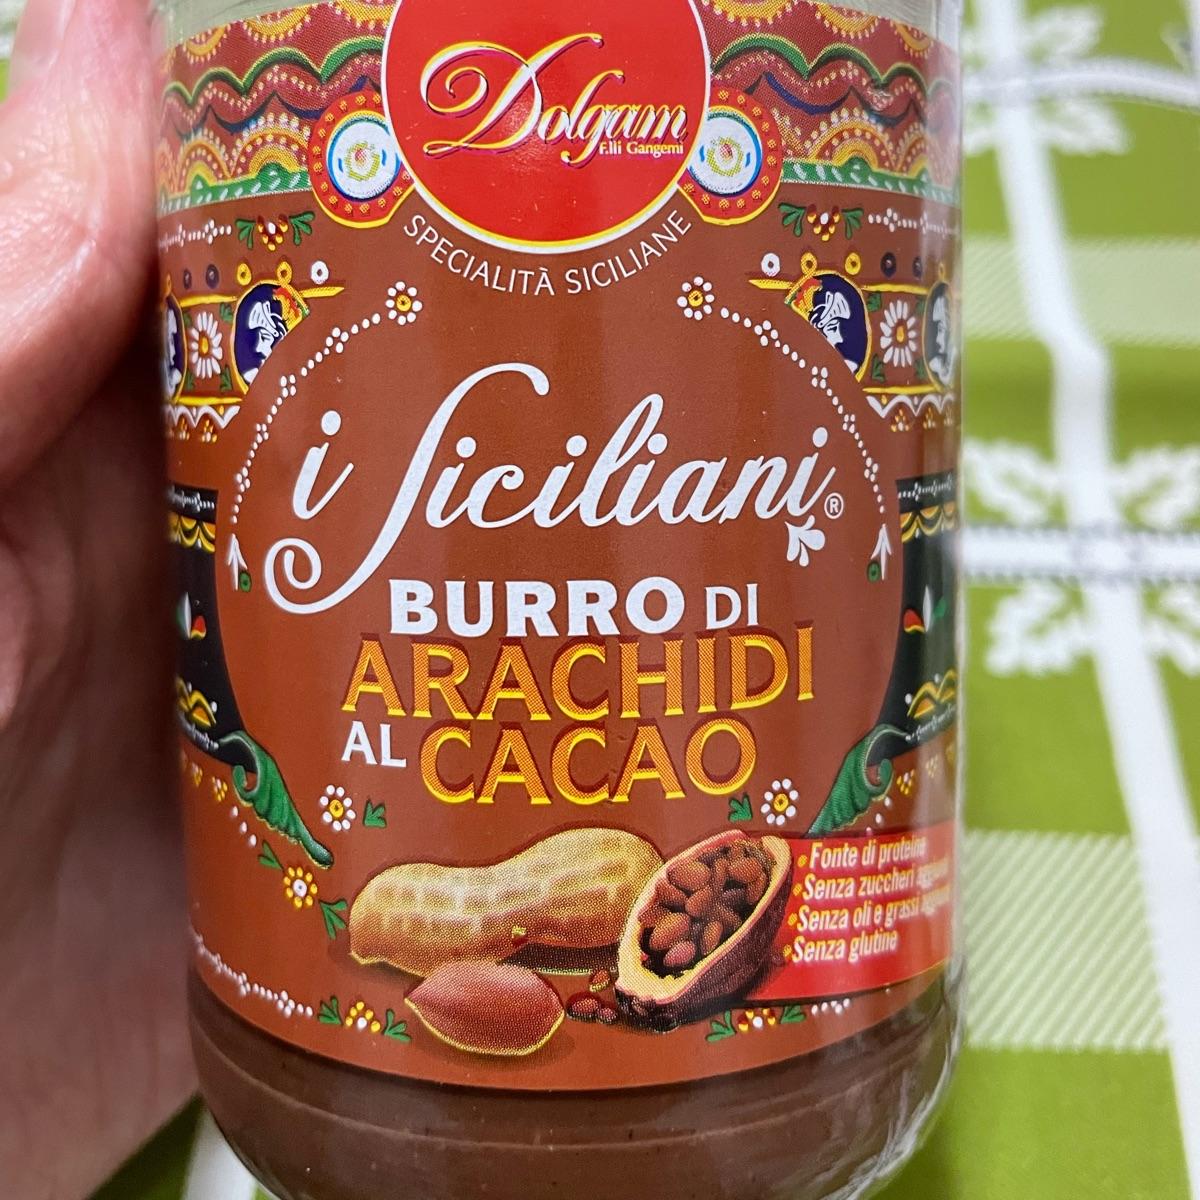 Dolgam
F.lli Gangemi
SPECIALITÀ SICILIANE
i Siciliani®
BURRO DI
ARACHIDI
AL CACAO
• Fonte di proteine
• Senza zuccheri
• Senza oli e grassi
• Senza glutine